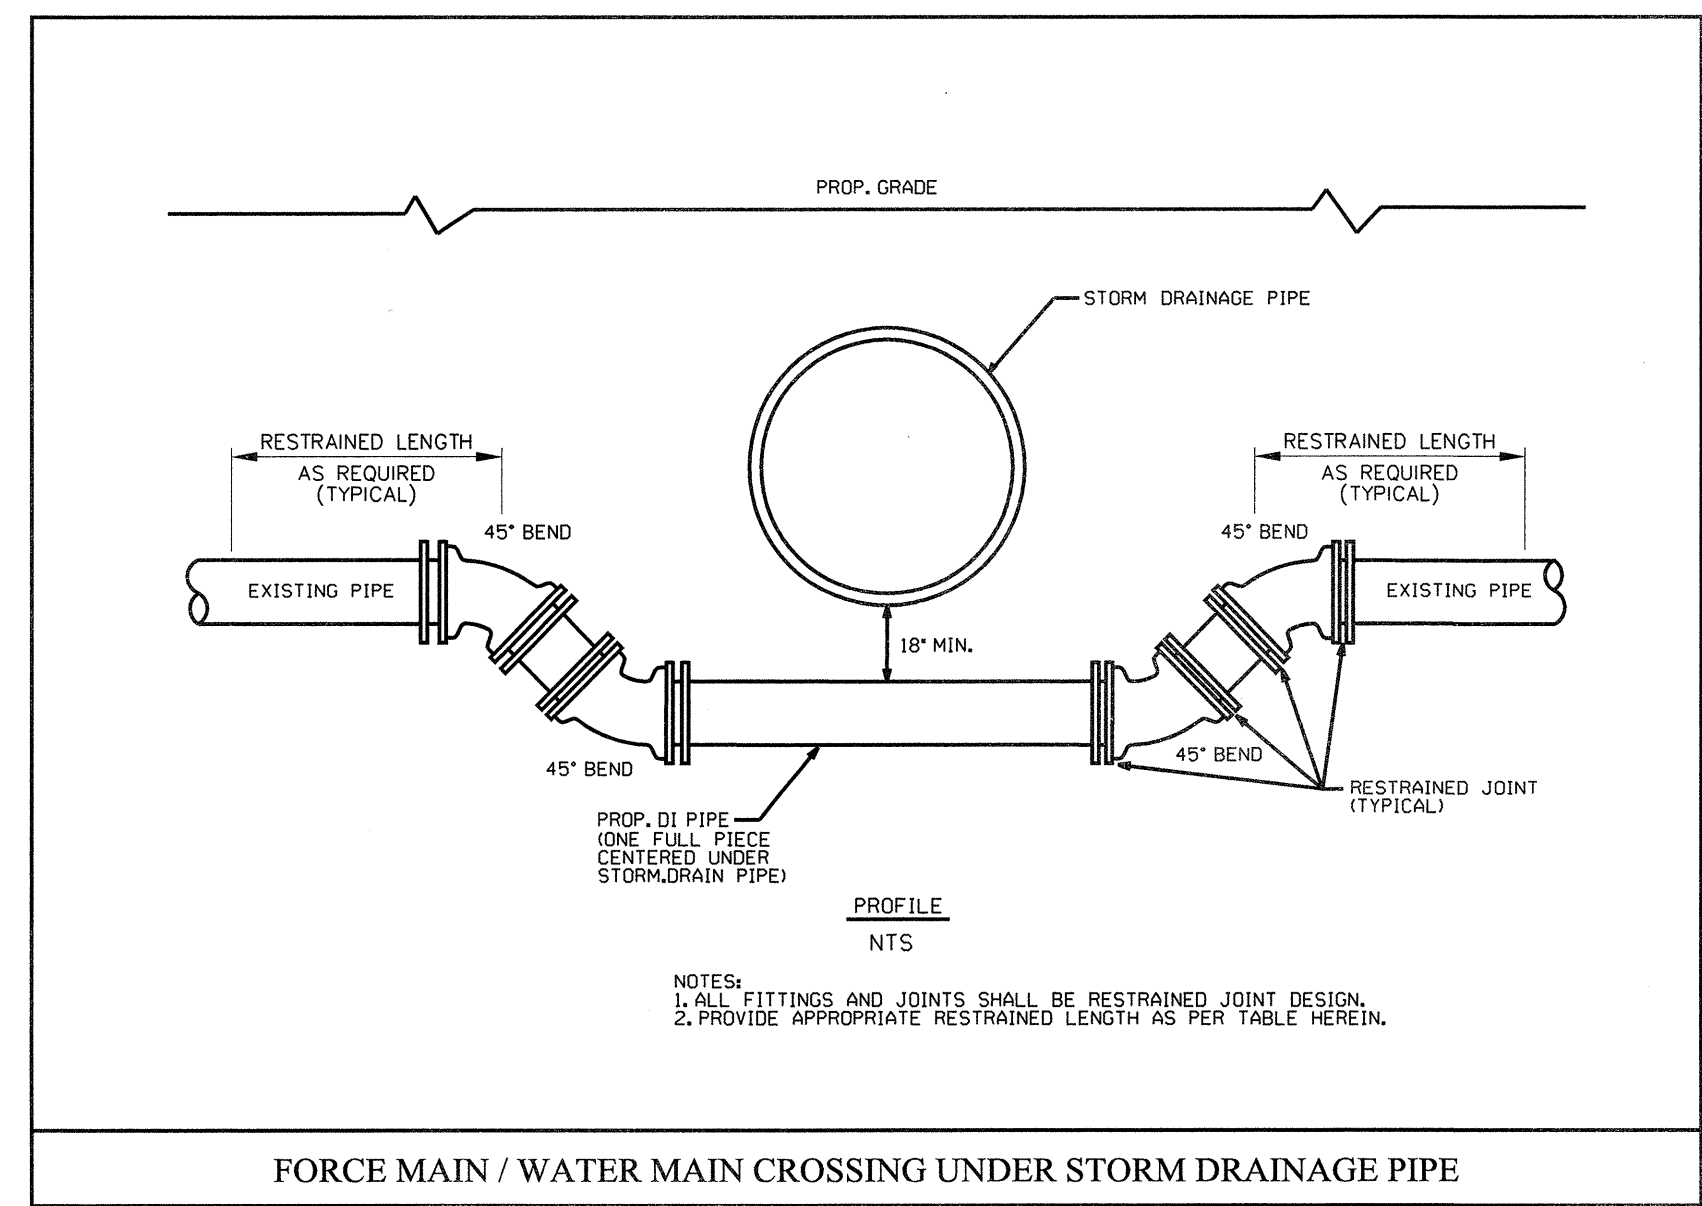 PROP. GRADE
STORM DRAINAGE PIPE
RESTRAINED LENGTH
AS REQUIRED
(TYPICAL)
RESTRAINED LENGTH
AS REQUIRED
(TYPICAL)
45° BEND
45° BEND
EXISTING PIPE
EXISTING PIPE
18" MIN.
45° BEND
45° BEND
RESTRAINED JOINT
(TYPICAL)
PROP. DI PIPE
(ONE FULL PIECE
CENTERED UNDER
STORM.DRAIN PIPE)
PROFILE
NTS
NOTES:
1. ALL FITTINGS AND JOINTS SHALL BE RESTRAINED JOINT DESIGN.
2. PROVIDE APPROPRIATE RESTRAINED LENGTH AS PER TABLE HEREIN.
FORCE MAIN / WATER MAIN CROSSING UNDER STORM DRAINAGE PIPE